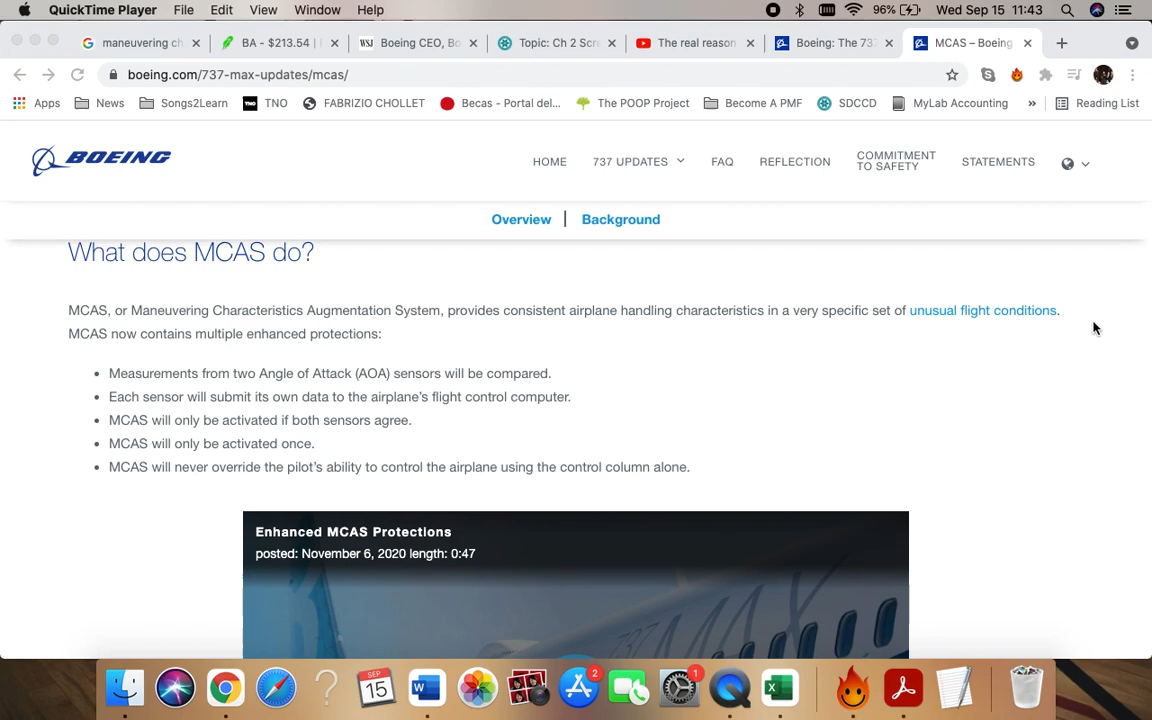 QuickTime Player File Edit View Window Help 96% Wed Sep 15 11:43
maneuvering ch BA - $213.54 | Boeing CEO, Bo Topic: Ch 2 Scr The real reason Boeing: The 737 MCAS – Boeing
boeing.com/737-max-updates/mcas/
Apps News Songs2Learn TNO FABRIZIO CHOLLET Becas - Portal del... The POOP Project Become A PMF SDCCD MyLab Accounting » Reading List
BOEING
HOME 737 UPDATES FAQ REFLECTION COMMITMENT TO SAFETY STATEMENTS
Overview | Background
What does MCAS do?
MCAS, or Maneuvering Characteristics Augmentation System, provides consistent airplane handling characteristics in a very specific set of unusual flight conditions.
MCAS now contains multiple enhanced protections:
• Measurements from two Angle of Attack (AOA) sensors will be compared.
• Each sensor will submit its own data to the airplane's flight control computer.
• MCAS will only be activated if both sensors agree.
• MCAS will only be activated once.
• MCAS will never override the pilot's ability to control the airplane using the control column alone.
Enhanced MCAS Protections
posted: November 6, 2020 length: 0:47
SEP
15
2
1